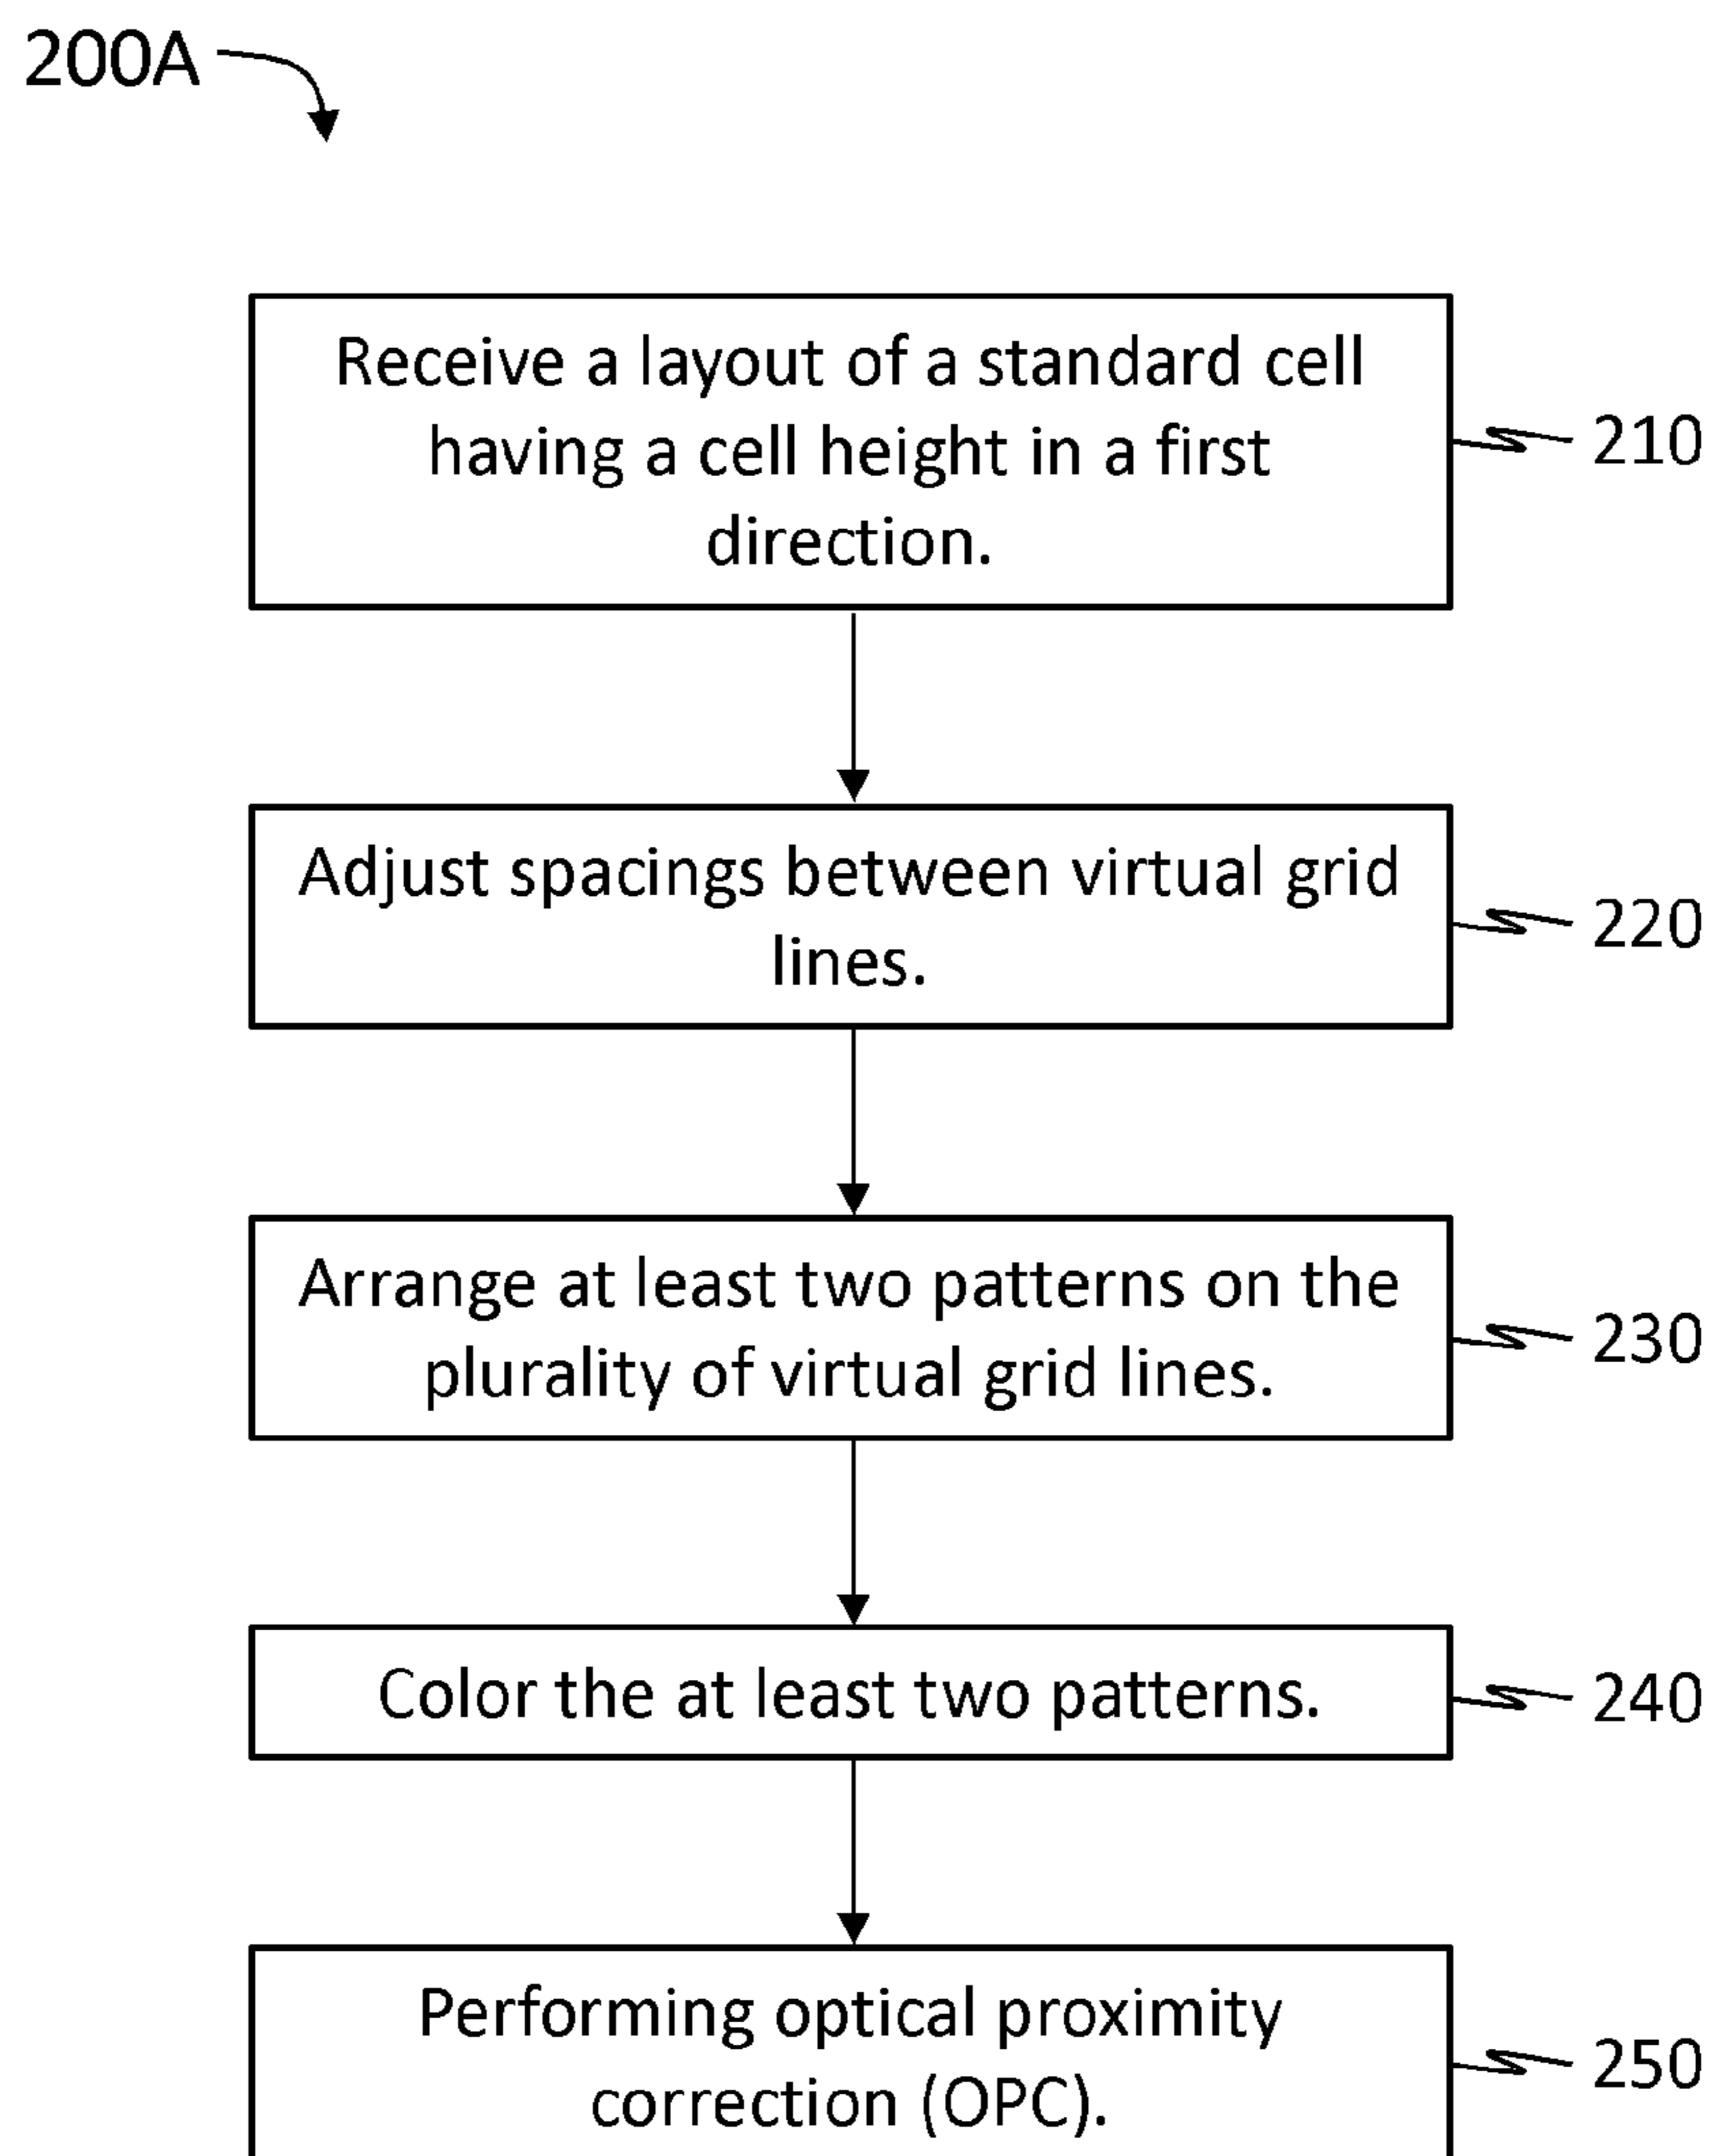 200A
Receive a layout of a standard cell
having a cell height in a first
direction.
210
Adjust spacings between virtual grid
lines.
220
Arrange at least two patterns on the
plurality of virtual grid lines.
230
Color the at least two patterns.
240
Performing optical proximity
correction (OPC).
250